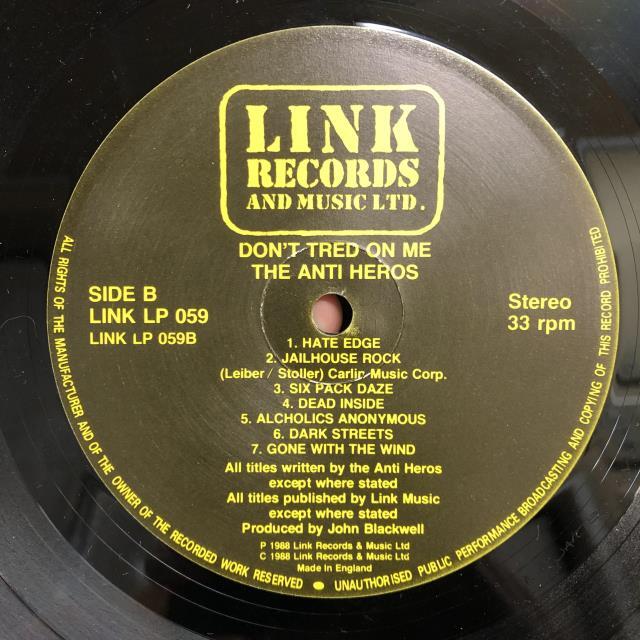 LINK
RECORDS
AND MUSIC LTD.
DON'T TRED ON ME
THE ANTI HEROS
SIDE B
LINK LP 059
LINK LP 059B
Stereo
33 rpm
1. HATE EDGE
2. JAILHOUSE ROCK
(Leiber / Stoller) Carlin Music Corp.
3. SIX PACK DAZE
4. DEAD INSIDE
5. ALCHOLICS ANONYMOUS
6. DARK STREETS
7. GONE WITH THE WIND
All titles written by the Anti Heros
except where stated
All titles published by Link Music
except where stated
Produced by John Blackwell
P 1988 Link Records & Music Ltd
C 1988 Link Records & Music Ltd
Made in England
ALL RIGHTS OF THE MANUFACTURER AND OF THE OWNER OF THE RECORDED WORK RESERVED ● UNAUTHORISED PUBLIC PERFORMANCE BROADCASTING AND COPYING OF THIS RECORD PROHIBITED